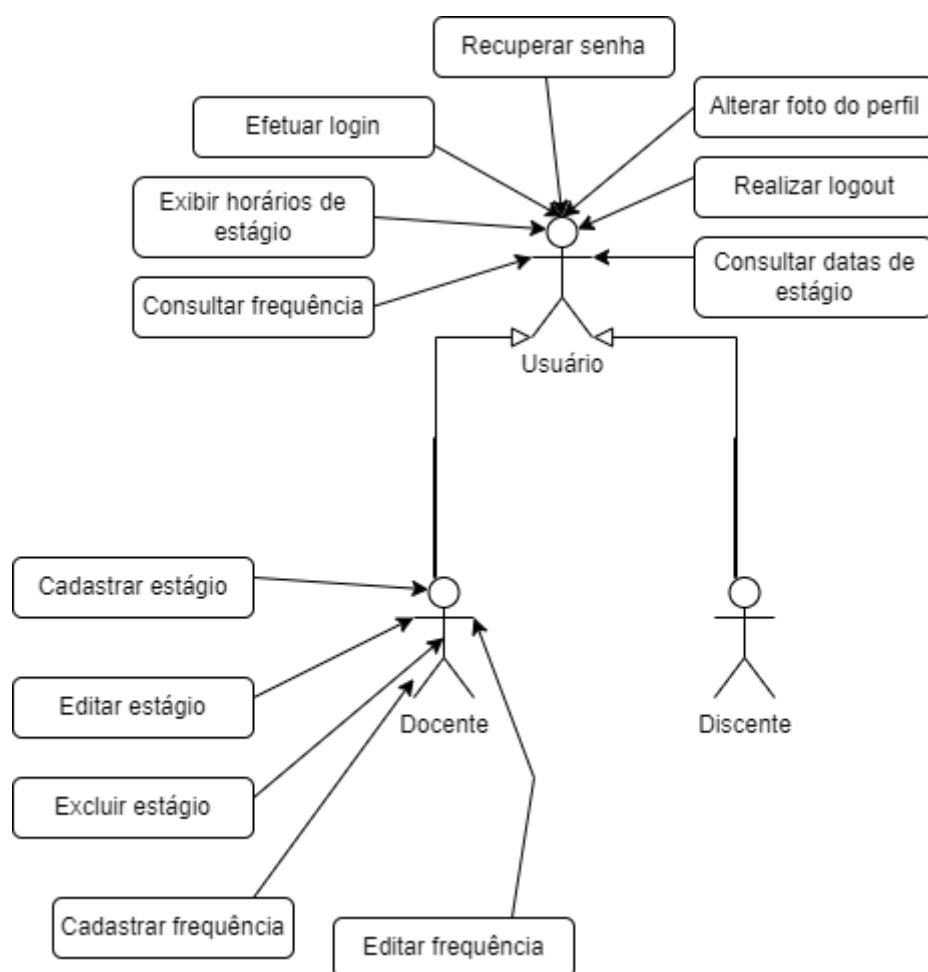 Recuperar senha
Alterar foto do perfil
Efetuar login
Realizar logout
Exibir horários de
estágio
Consultar datas de
estágio
Consultar frequência
Usuário
Cadastrar estágio
Editar estágio
Docente
Discente
Excluir estágio
Cadastrar frequência
Editar frequência